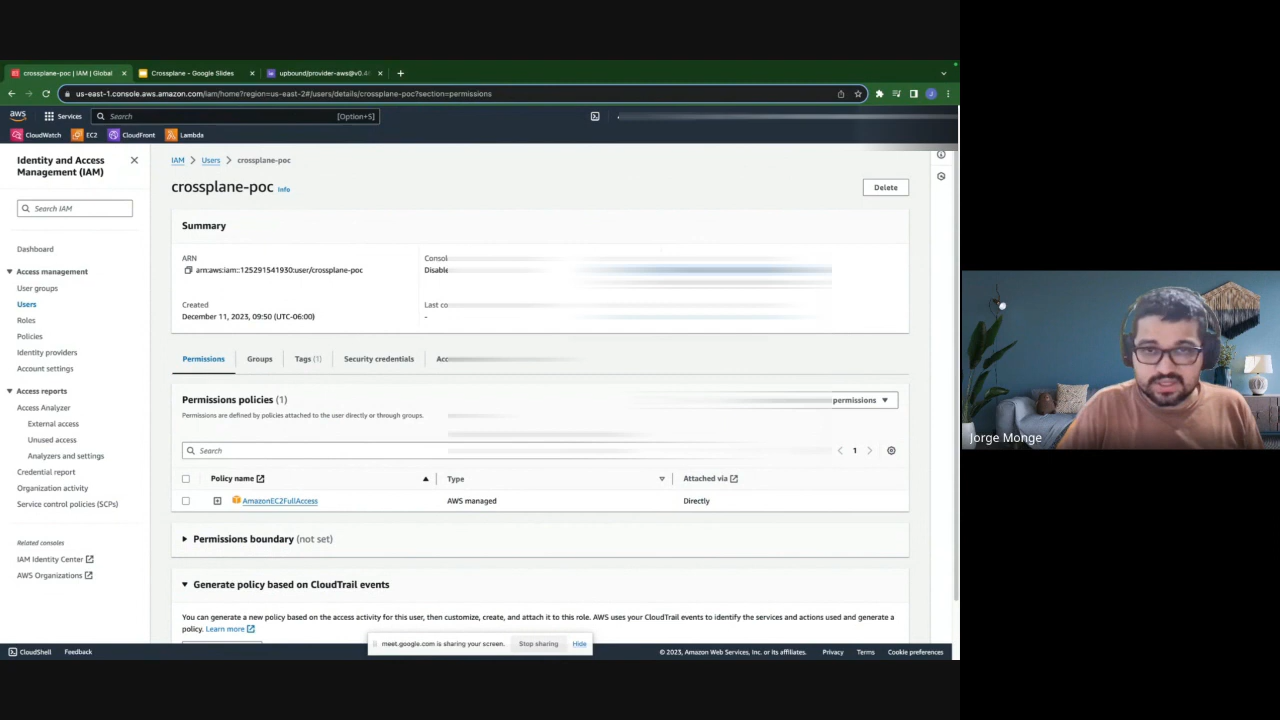 crossplane-poc | IAM | Global
Crossplane - Google Slides
upbound/provider-aws@v0.4
us-east-1.console.aws.amazon.com/iam/home?region=us-east-2#/users/details/crossplane-poc?section=permissions
aws Services Search [Option+S]
CloudWatch EC2 CloudFront Lambda
Identity and Access Management (IAM)
Search IAM
Dashboard
Access management
User groups
Users
Roles
Policies
Identity providers
Account settings
Access reports
Access Analyzer
External access
Unused access
Analyzers and settings
Credential report
Organization activity
Service control policies (SCPs)
Related consoles
IAM Identity Center
AWS Organizations
IAM > Users > crossplane-poc
crossplane-poc Info
Delete
Summary
ARN
arn:aws:iam::125291541930:user/crossplane-poc
Created
December 11, 2023, 09:50 (UTC-06:00)
Consol
Disable
Last co
-
Permissions Groups Tags (1) Security credentials Acc
Permissions policies (1)
Permissions are defined by policies attached to the user directly or through groups.
permissions
Search
1
Policy name Type Attached via
AmazonEC2FullAccess AWS managed Directly
Permissions boundary (not set)
Generate policy based on CloudTrail events
You can generate a new policy based on the access activity for this user, then customize, create, and attach it to this role. AWS uses your CloudTrail events to identify the services and actions used and generate a
policy. Learn more
meet.google.com is sharing your screen. Stop sharing Hide
CloudShell Feedback © 2023, Amazon Web Services, Inc. or its affiliates. Privacy Terms Cookie preferences
Jorge Monge